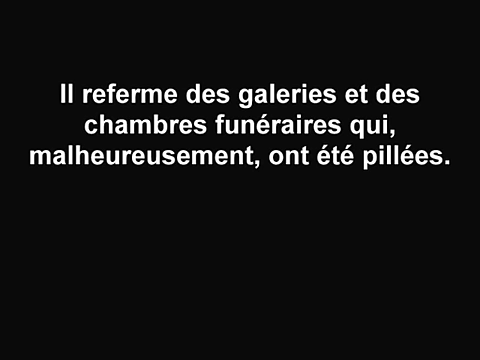 Il referme des galeries et des
chambres funéraires qui,
malheureusement, ont été pillées.